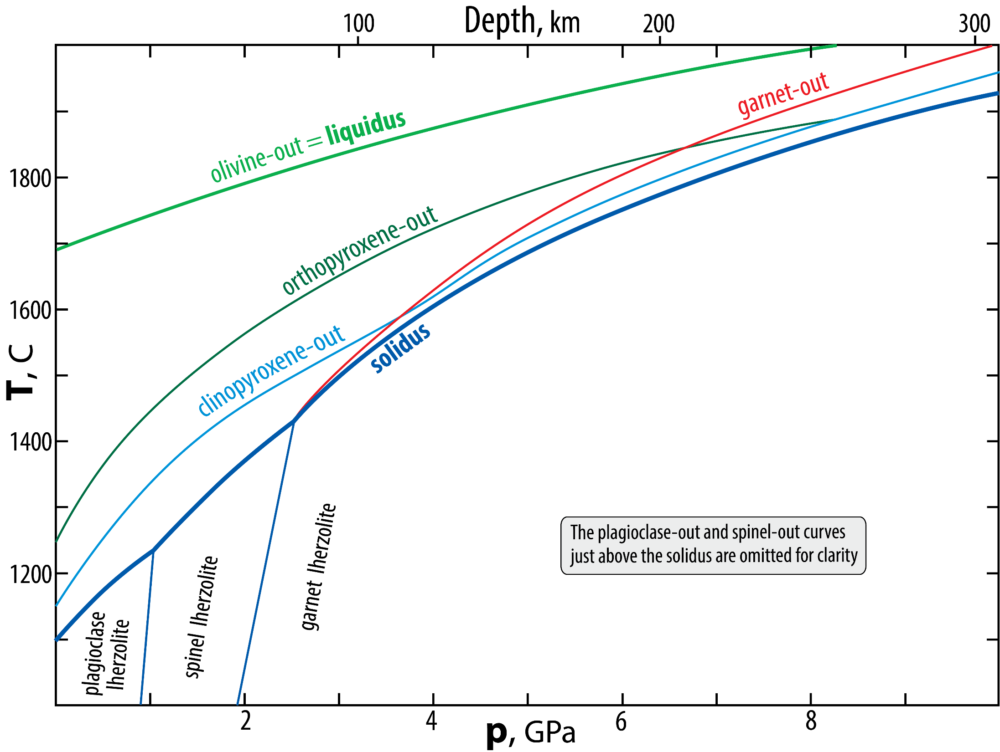 Depth, km
100
200
300
garnet-out
olivine-out = liquidus
orthopyroxene-out
clinopyroxene-out
solidus
1800
1600
1400
1200
T, C
plagioclase
lherzolite
spinel lherzolite
garnet lherzolite
The plagioclase-out and spinel-out curves
just above the solidus are omitted for clarity
2
4
6
8
p, GPa